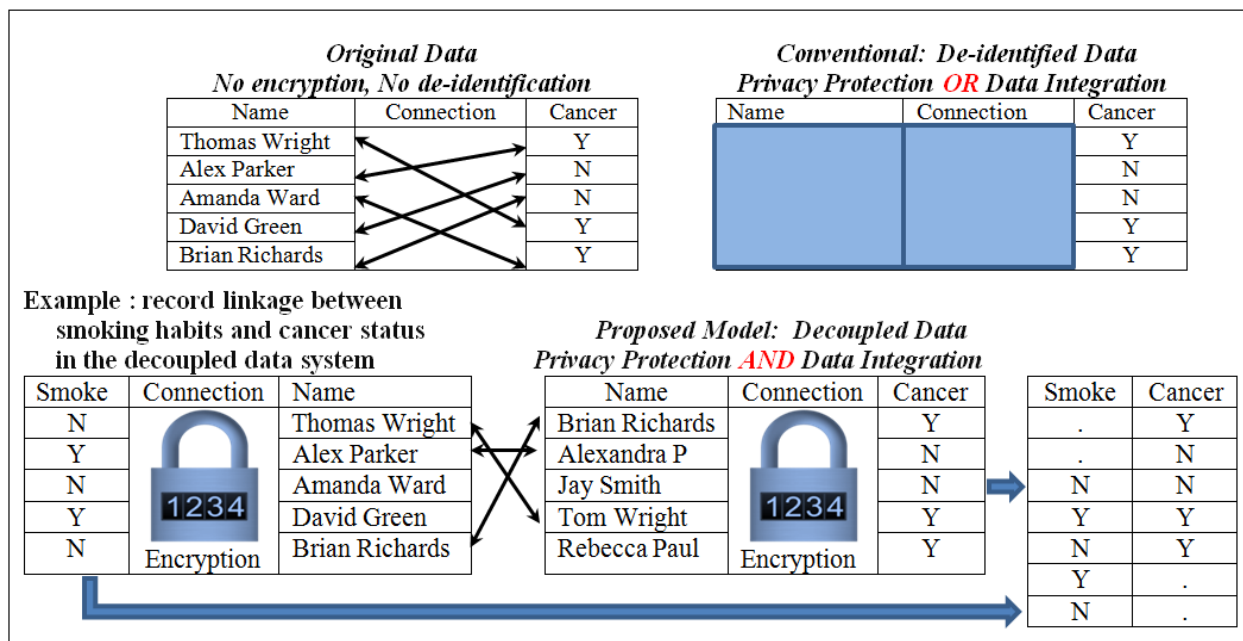 Original Data
No encryption, No de-identification
Name Connection Cancer
Thomas Wright Y
Alex Parker N
Amanda Ward N
David Green Y
Brian Richards Y
Conventional: De-identified Data
Privacy Protection OR Data Integration
Name Connection Cancer
Y
N
N
Y
Y
Example : record linkage between
smoking habits and cancer status
in the decoupled data system
Smoke Connection Name
N Thomas Wright
Y Alex Parker
N Amanda Ward
Y David Green
N Brian Richards
1234
Encryption
Proposed Model: Decoupled Data
Privacy Protection AND Data Integration
Name Connection Cancer
Brian Richards Y
Alexandra P N
Jay Smith N
Tom Wright Y
Rebecca Paul Y
1234
Encryption
Smoke Cancer
. Y
. N
N N
Y Y
N Y
Y .
N .